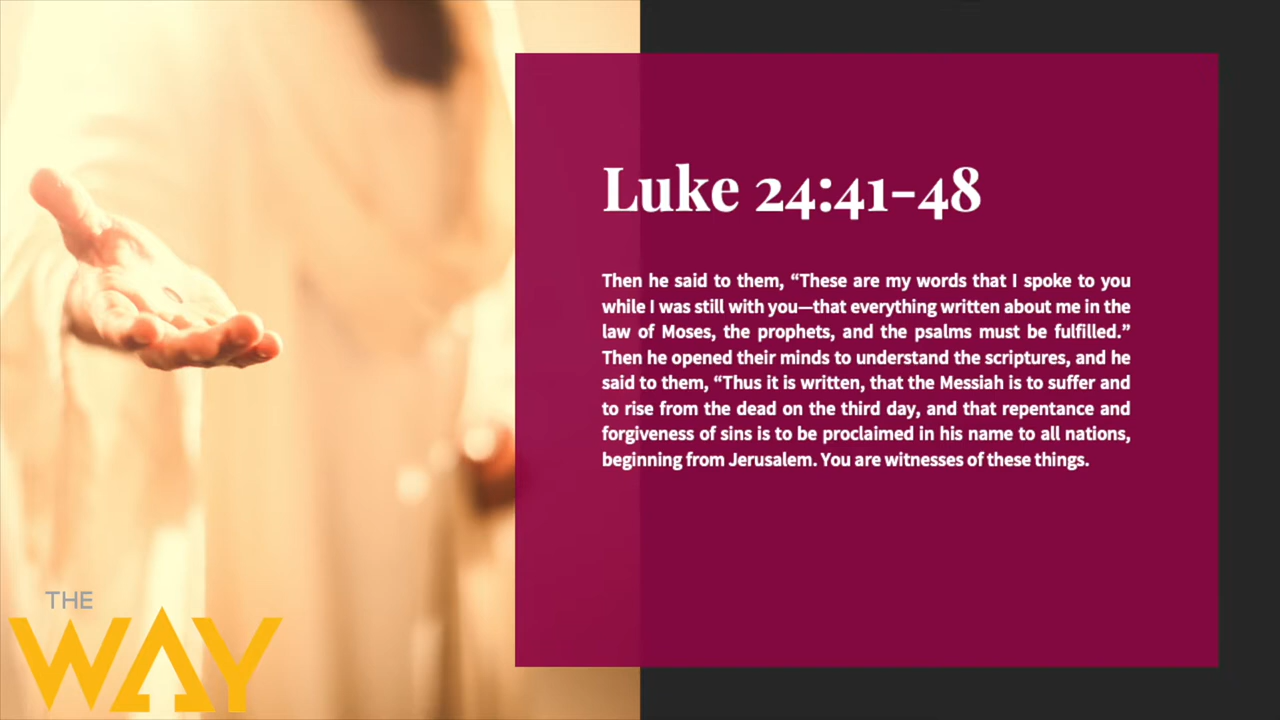 Luke 24:41-48
Then he said to them, “These are my words that I spoke to you
while I was still with you—that everything written about me in the
law of Moses, the prophets, and the psalms must be fulfilled.”
Then he opened their minds to understand the scriptures, and he
said to them, “Thus it is written, that the Messiah is to suffer and
to rise from the dead on the third day, and that repentance and
forgiveness of sins is to be proclaimed in his name to all nations,
beginning from Jerusalem. You are witnesses of these things.
THE
WAY